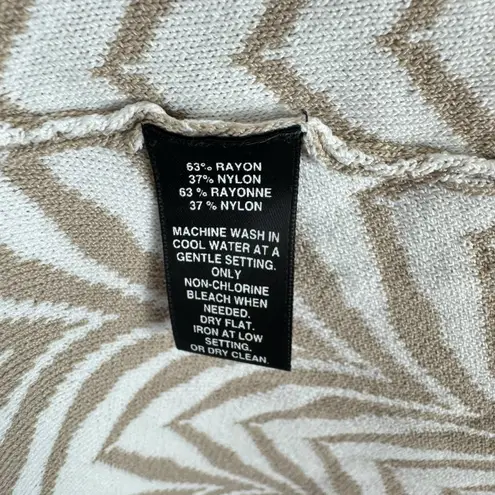 63% RAYON
37% NYLON
63 % RAYONNE
37 % NYLON
MACHINE WASH IN
COOL WATER AT A
GENTLE SETTING.
ONLY
NON-CHLORINE
BLEACH WHEN
NEEDED.
DRY FLAT.
IRON AT LOW
SETTING.
OR DRY CLEAN.